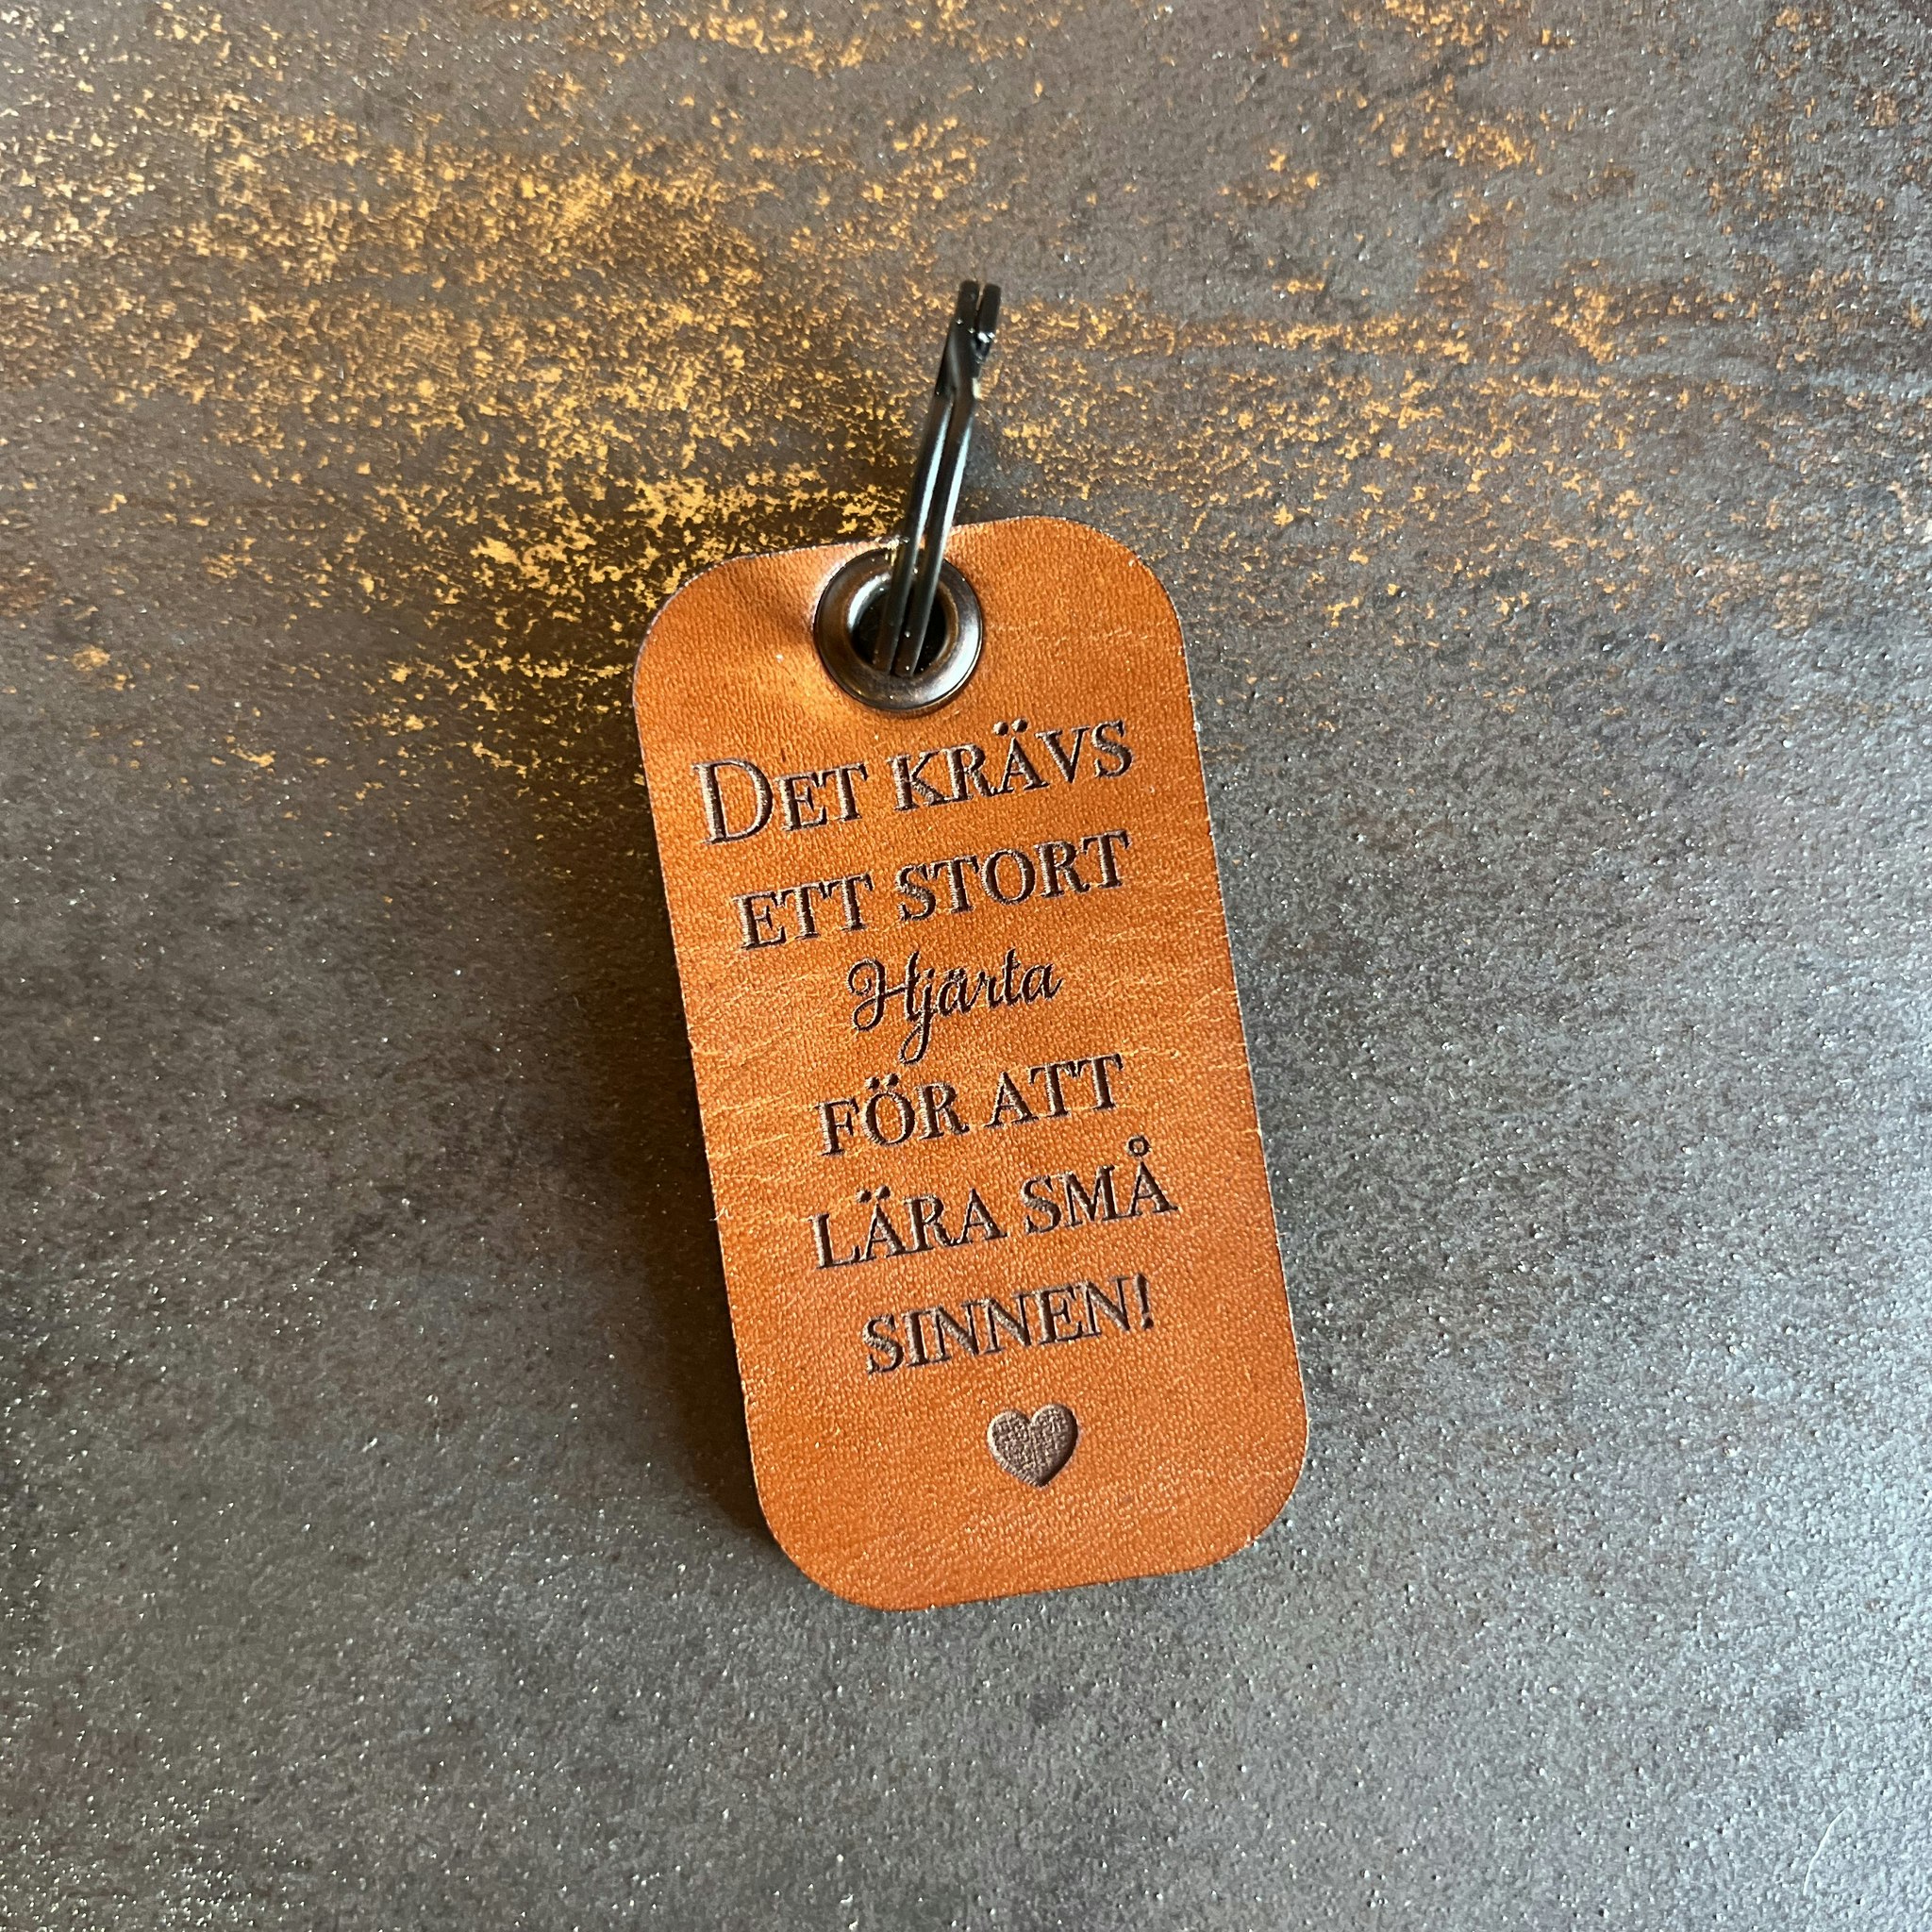 Det krävs
ett stort
Hjärta
för att
lära små
sinnen!